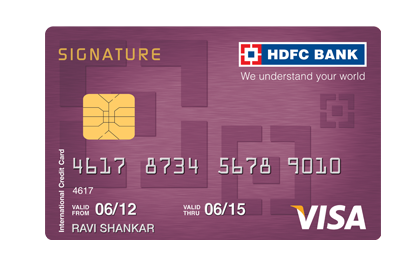 SIGNATURE
HDFC BANK
We understand your world
International Credit Card
4617 8734 5678 9010
4617
VALID FROM 06/12 VALID THRU 06/15
RAVI SHANKAR
VISA